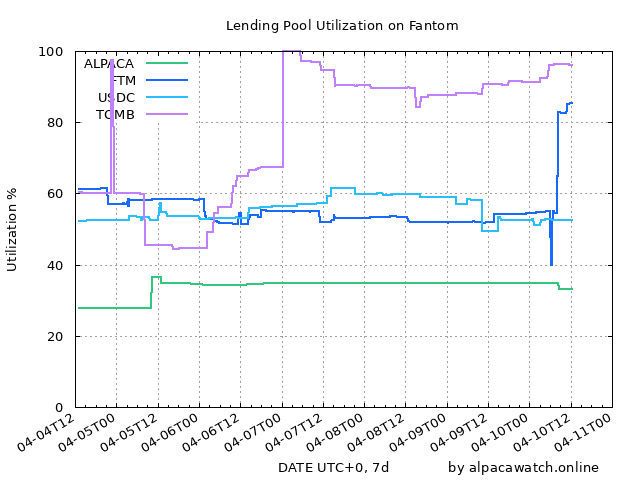 Lending Pool Utilization on Fantom
100
80
60
40
20
0
Utilization %
ALPACA
FTM
USDC
TOMB
04-04T12
04-05T00
04-05T12
04-06T00
04-06T12
04-07T00
04-07T12
04-08T00
04-08T12
04-09T00
04-09T12
04-10T00
04-10T12
04-11T00
DATE UTC+0, 7d
by alpacawatch.online